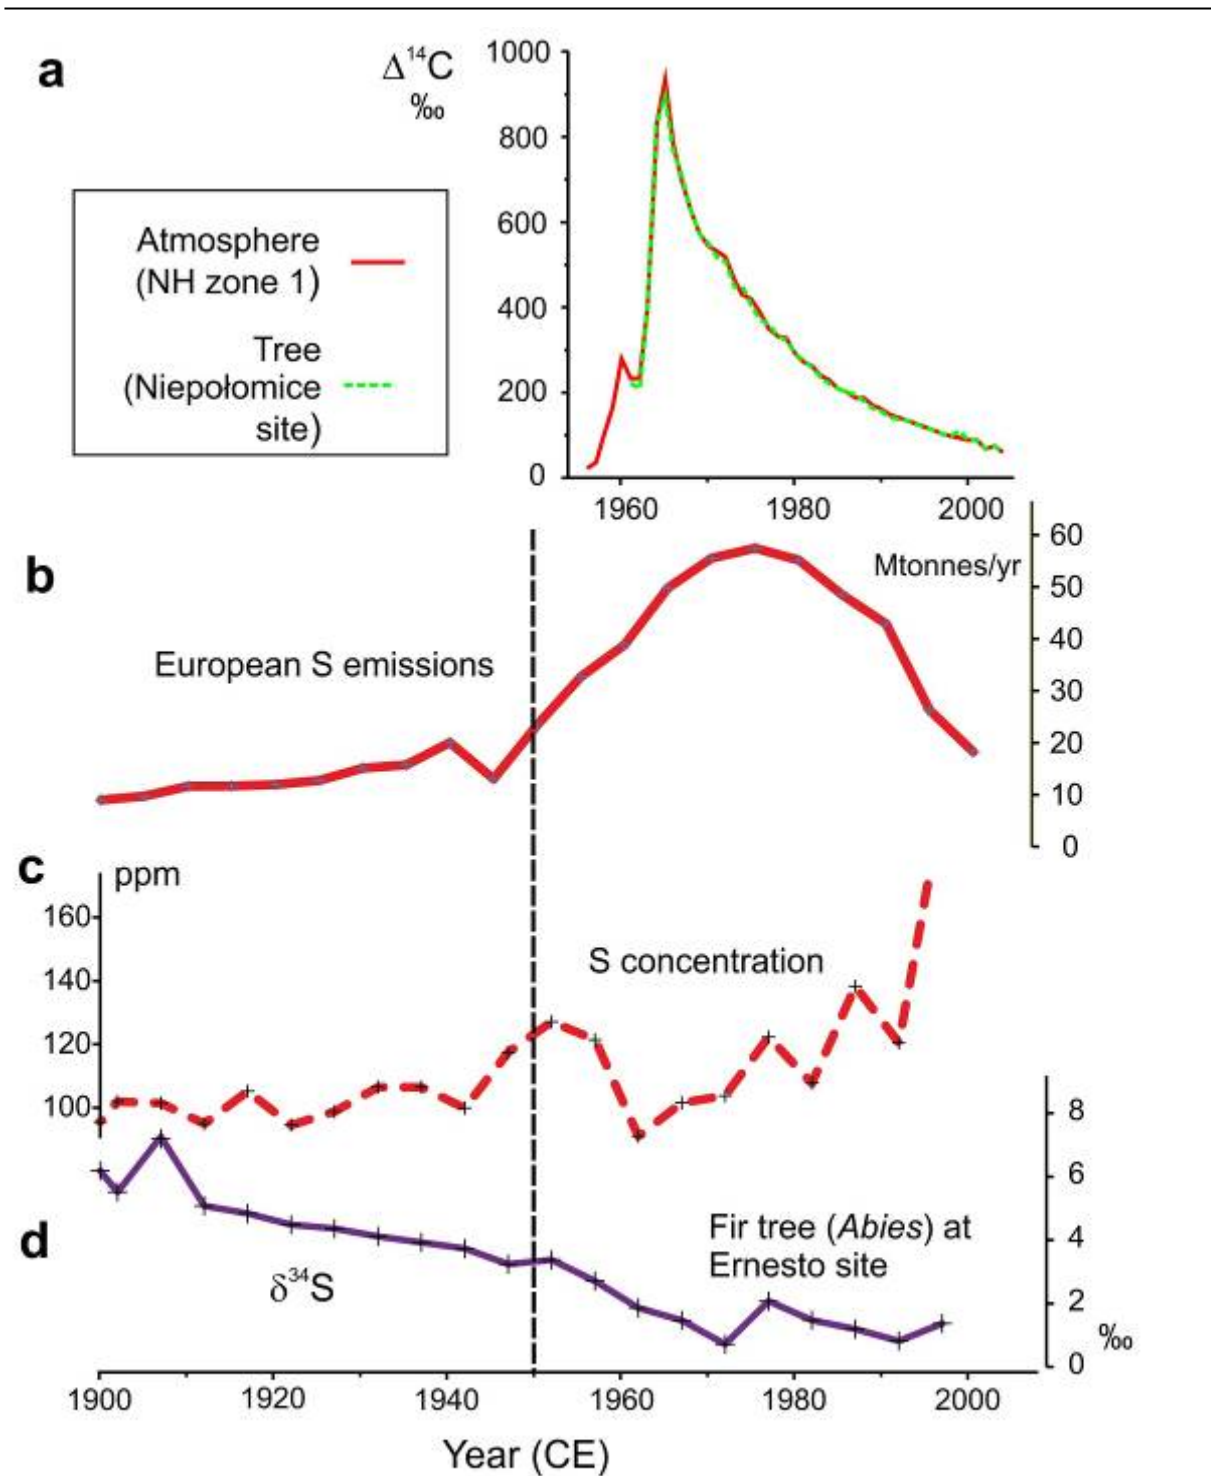 a
Δ¹⁴C
‰
1000
800
600
400
200
0
1960
1980
2000
Atmosphere
(NH zone 1)
Tree
(Niepołomice
site)
b
European S emissions
Mtonnes/yr
60
50
40
30
20
10
0
c
ppm
160
140
120
100
S concentration
d
δ³⁴S
Fir tree (Abies) at
Ernesto site
8
6
4
2
0
‰
1900
1920
1940
1960
1980
2000
Year (CE)